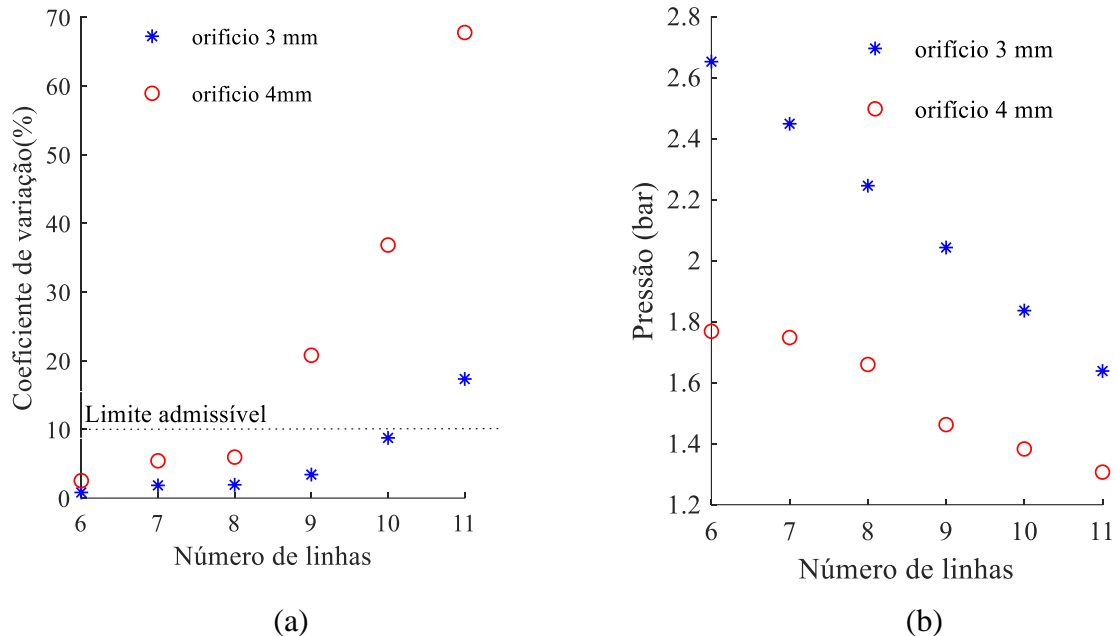 Coeficiente de variação(%)
70
60
50
40
30
20
10
0
orificio 3 mm
orificio 4mm
Limite admissível
6 7 8 9 10 11
Número de linhas
(a)
Pressão (bar)
2.8
2.6
2.4
2.2
2
1.8
1.6
1.4
1.2
orifício 3 mm
orifício 4 mm
6 7 8 9 10 11
Número de linhas
(b)